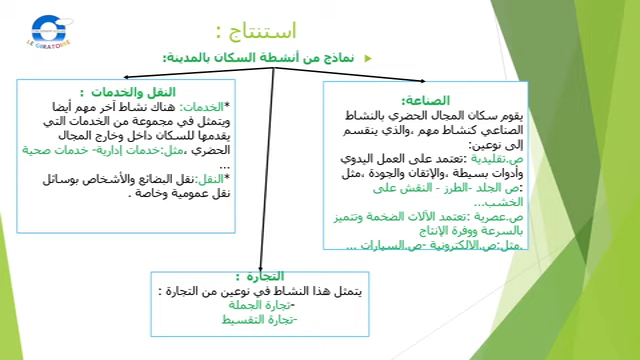 استنتاج :
نماذج من أنشطة السكان بالمدينة:
LE GIRATOIRE
الصناعة:
يقوم سكان المجال الحضري بالنشاط
الصناعي كنشاط مهم ،والذي ينقسم
إلى نوعين:
ص.تقليدية :تعتمد على العمل اليدوي
وأدوات بسيطة ،والإتقان والجودة ،مثل
:ص الجلد -الطرز - النقش على
الخشب...
ص.عصرية :تعتمد الآلات الضخمة وتتميز
بالسرعة ووفرة الإنتاج
.مثل:ص.الالكترونية -ص.السيارات ...
النقل والخدمات :
*الخدمات: هناك نشاط آخر مهم أيضا
ويتمثل في مجموعة من الخدمات التي
يقدمها للسكان داخل وخارج المجال
الحضري ،مثل:خدمات إدارية- خدمات صحية
...
*النقل:نقل البضائع والأشخاص بوسائل
نقل عمومية وخاصة .
التجارة :
يتمثل هذا النشاط في نوعين من التجارة :
-تجارة الجملة
-تجارة التقسيط